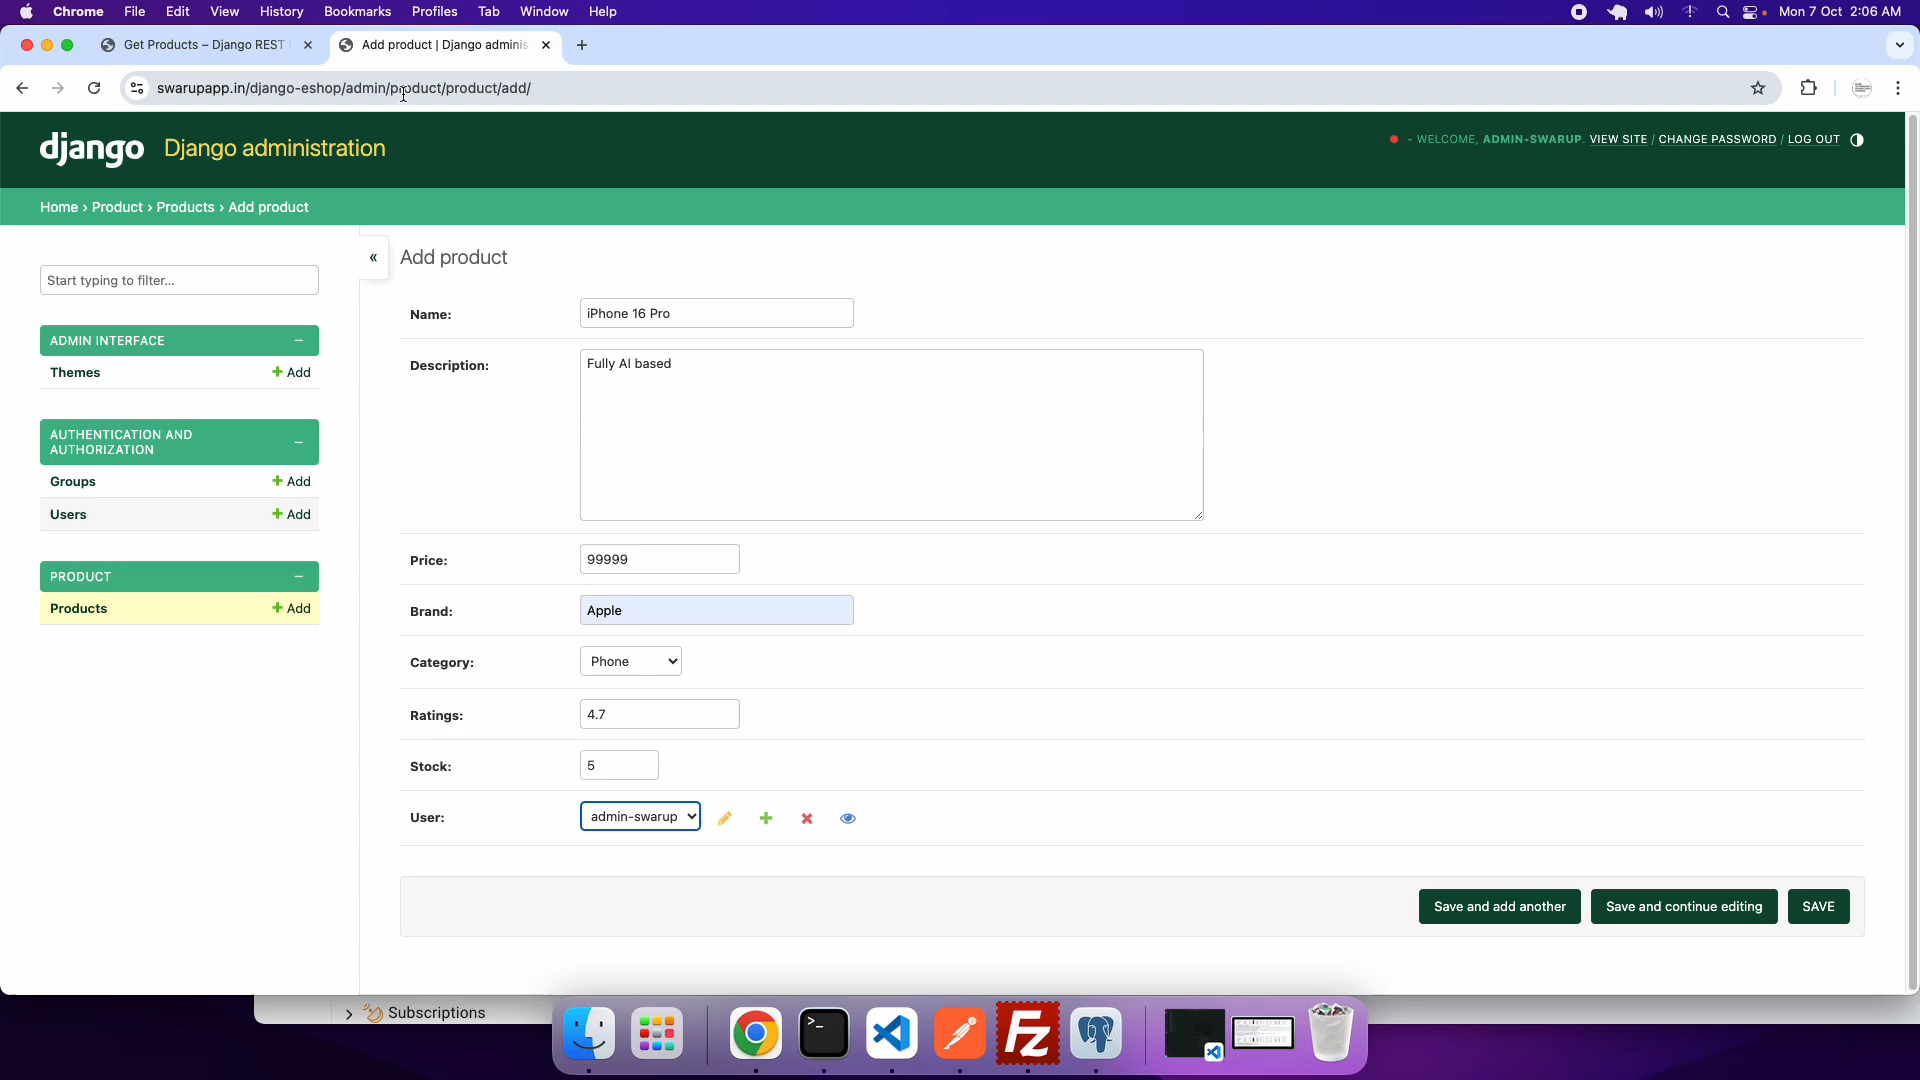 Chrome File Edit View History Bookmarks Profiles Tab Window Help Mon 7 Oct 2:06 AM
Get Products – Django REST
Add product | Django adminis
swarupapp.in/django-eshop/admin/product/product/add/
django Django administration
- WELCOME, ADMIN-SWARUP. VIEW SITE / CHANGE PASSWORD / LOG OUT
Home › Product › Products › Add product
Start typing to filter...
ADMIN INTERFACE
Themes + Add
AUTHENTICATION AND
AUTHORIZATION
Groups + Add
Users + Add
PRODUCT
Products + Add
«
Add product
Name: iPhone 16 Pro
Description: Fully AI based
Price: 99999
Brand: Apple
Category: Phone
Ratings: 4.7
Stock: 5
User: admin-swarup
Save and add another Save and continue editing SAVE
Subscriptions